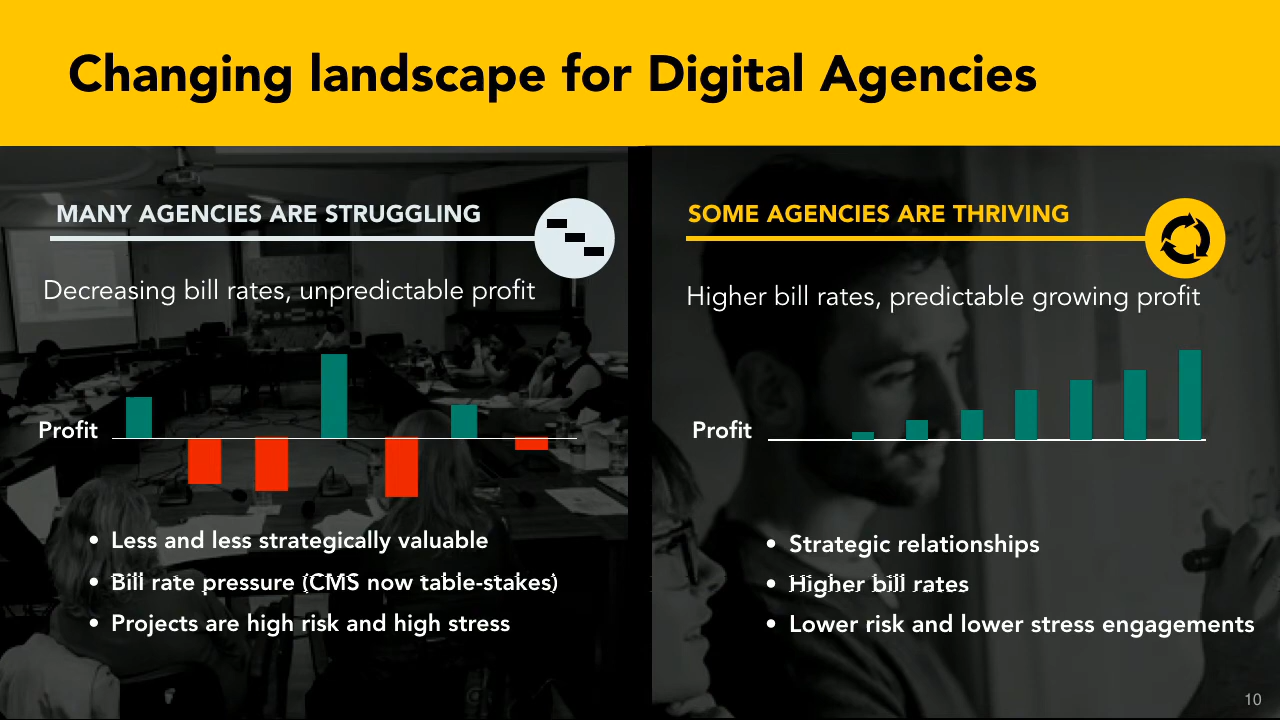 Changing landscape for Digital Agencies
MANY AGENCIES ARE STRUGGLING
Decreasing bill rates, unpredictable profit
Profit
• Less and less strategically valuable
• Bill rate pressure (CMS now table-stakes)
• Projects are high risk and high stress
SOME AGENCIES ARE THRIVING
Higher bill rates, predictable growing profit
Profit
• Strategic relationships
• Higher bill rates
• Lower risk and lower stress engagements
10